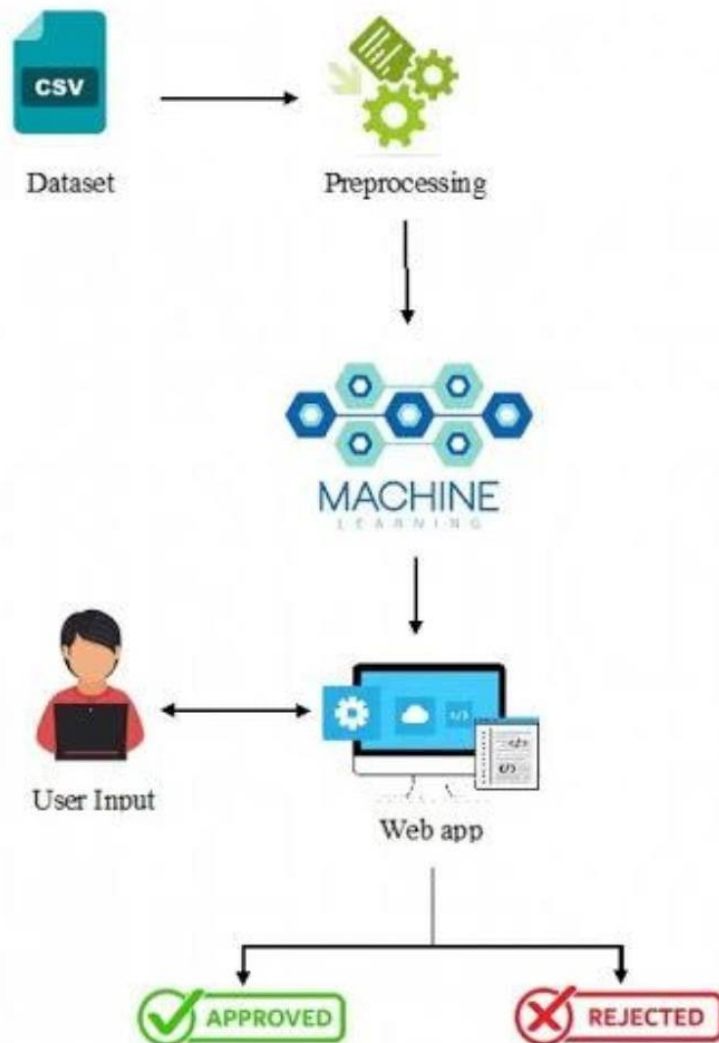 CSV
Dataset
Preprocessing
MACHINE
LEARNING
</>
</>
</>
User Input
Web app
APPROVED
REJECTED